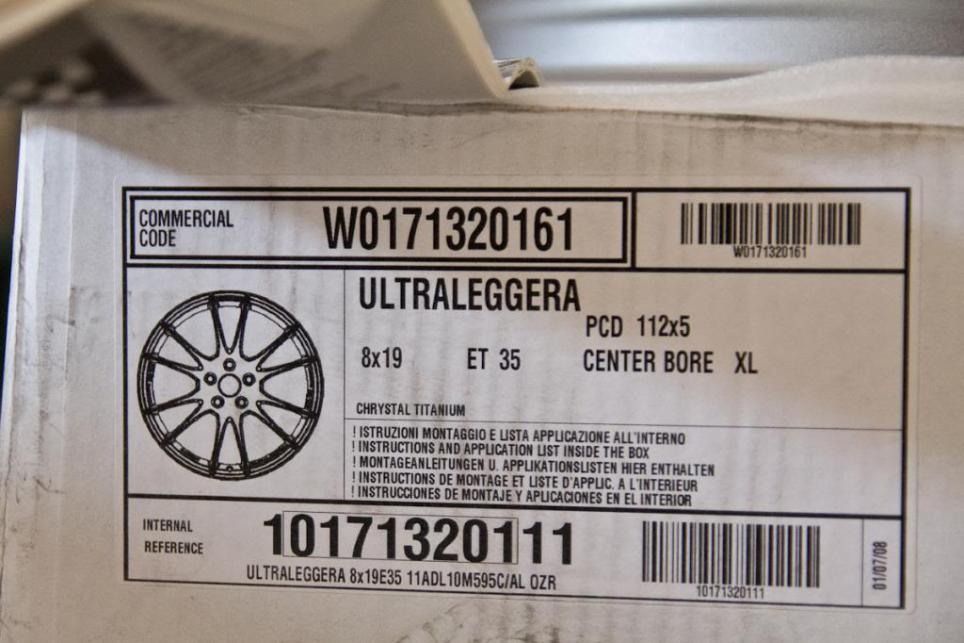 COMMERCIAL
CODE
W0171320161
W0171320161
ULTRALEGGERA
PCD 112x5
8x19 ET 35 CENTER BORE XL
CHRYSTAL TITANIUM
! ISTRUZIONI MONTAGGIO E LISTA APPLICAZIONE ALL'INTERNO
! INSTRUCTIONS AND APPLICATION LIST INSIDE THE BOX
! MONTAGEANLEITUNGEN U. APPLIKATIONSLISTEN HIER ENTHALTEN
! INSTRUCTIONS DE MONTAGE ET LISTE D'APPLIC. A L'INTERIEUR
! INSTRUCCIONES DE MONTAJE Y APLICACIONES EN EL INTERIOR
INTERNAL
REFERENCE
10171320111
ULTRALEGGERA 8x19E35 11ADL10M595C/AL OZR
10171320111
01/07/08